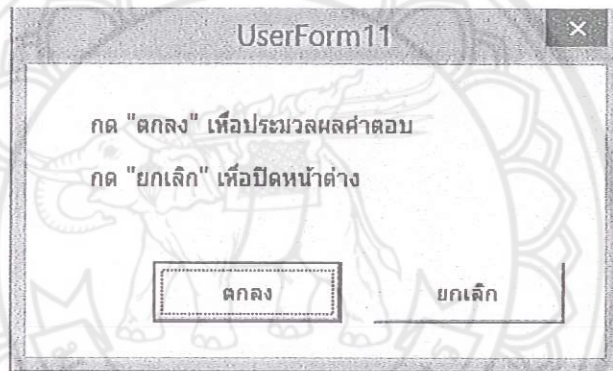 UserForm11
กด "ตกลง" เพื่อประมวลผลคำตอบ
กด "ยกเลิก" เพื่อปิดหน้าต่าง
ตกลง
ยกเลิก